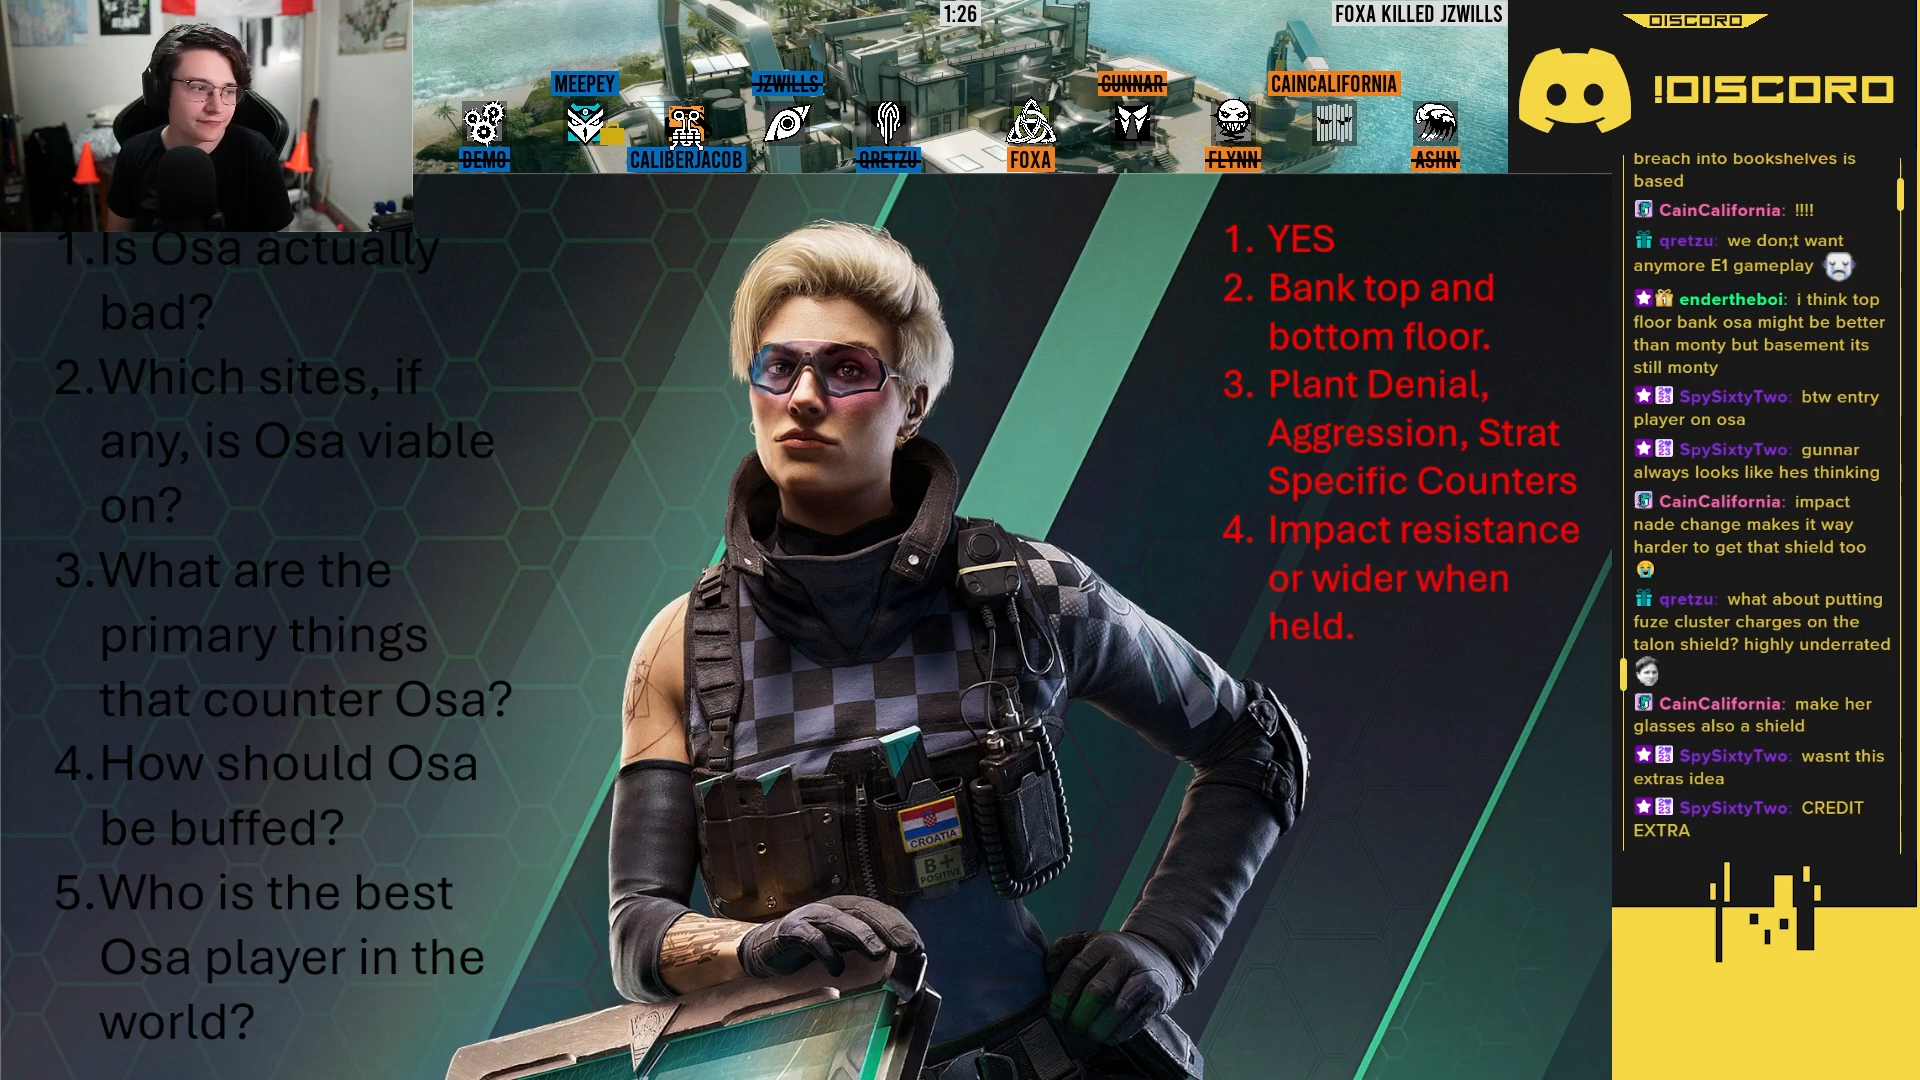 1:26
FOXA KILLED JZWILLS
MEEPEY
JZWILLS
GUNNAR
CAINCALIFORNIA
DEMO
CALIBERJACOB
QRETZU
FOXA
FLYNN
ASHN
1. Is Osa actually
bad?
2. Which sites, if
any, is Osa viable
on?
3. What are the
primary things
that counter Osa?
4. How should Osa
be buffed?
5. Who is the best
Osa player in the
world?
CROATIA
B+
POSITIVE
1. YES
2. Bank top and
bottom floor.
3. Plant Denial,
Aggression, Strat
Specific Counters
4. Impact resistance
or wider when
held.
DISCORD
!DISCORD
breach into bookshelves is
based
CainCalifornia: !!!!
qretzu: we don;t want
anymore E1 gameplay
endertheboi: i think top
floor bank osa might be better
than monty but basement its
still monty
SpySixtyTwo: btw entry
player on osa
SpySixtyTwo: gunnar
always looks like hes thinking
CainCalifornia: impact
nade change makes it way
harder to get that shield too
😭
qretzu: what about putting
fuze cluster charges on the
talon shield? highly underrated
CainCalifornia: make her
glasses also a shield
SpySixtyTwo: wasnt this
extras idea
SpySixtyTwo: CREDIT
EXTRA